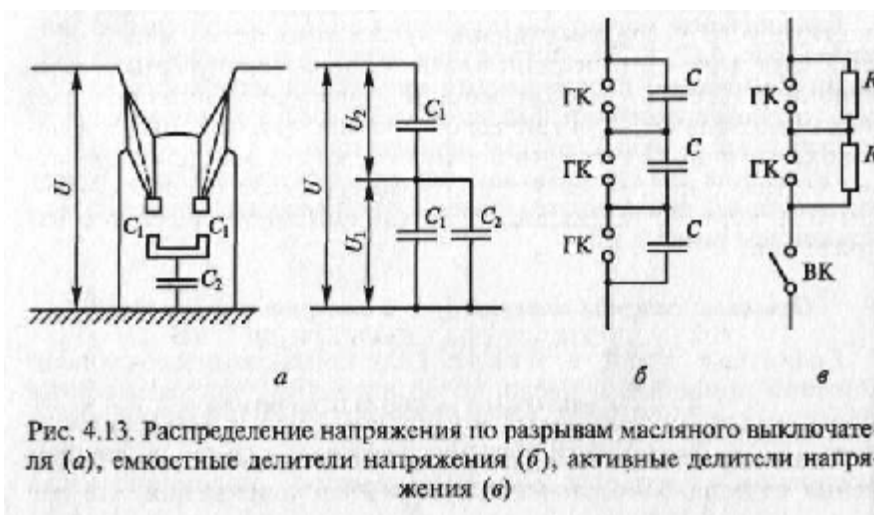 U
C₁
C₁
C₂
U
U₂
C₁
U₁
C₁
C₂
а
ГК
C
ГК
C
ГК
C
б
ГК
R
ГК
R
ВК
в
Рис. 4.13. Распределение напряжения по разрывам масляного выключате-
ля (а), емкостные делители напряжения (б), активные делители напря-
жения (в)